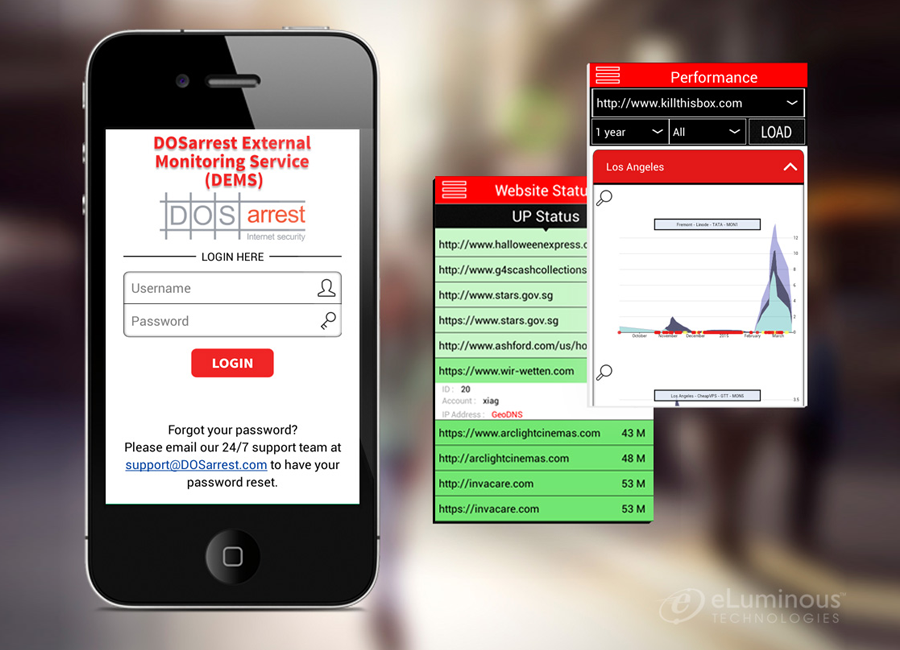 DOSarrest External
Monitoring Service
(DEMS)
DOS arrest
Internet security
LOGIN HERE
Username
Password
LOGIN
Forgot your password?
Please email our 24/7 support team at
support@DOSarrest.com to have your
password reset.
Website Statu
UP Status
http://www.halloweenexpress.c
http://www.g4scashcollections
http://www.stars.gov.sg
https://www.stars.gov.sg
http://www.ashford.com/us/ho
https://www.wir-wetten.com
ID : 20
Account : xiag
IP Address : GeoDNS
https://www.arclightcinemas.com 43 M
http://arclightcinemas.com 48 M
http://invacare.com 53 M
https://invacare.com 53 M
Performance
http://www.killthisbox.com
1 year All LOAD
Los Angeles
Fremont - Linode - TATA - MON1
12
10
8
6
4
2
0
October November December 2015 February March
Los Angeles - CheapVPS - GTT - MON6
3.5
eLuminous™
TECHNOLOGIES